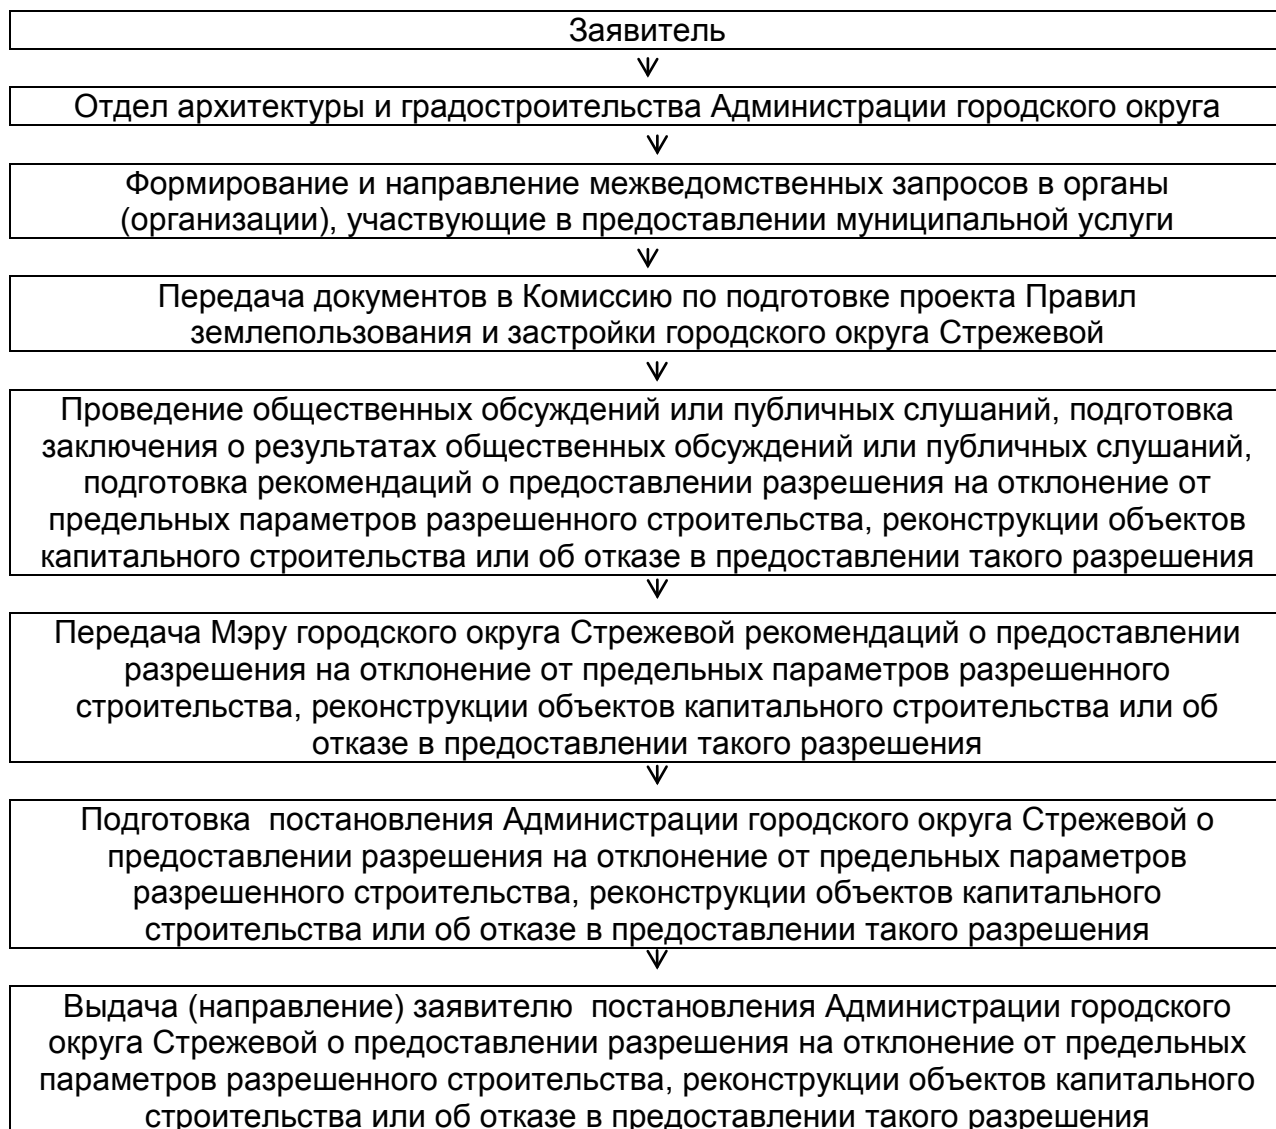 Заявитель
Отдел архитектуры и градостроительства Администрации городского округа
Формирование и направление межведомственных запросов в органы
(организации), участвующие в предоставлении муниципальной услуги
Передача документов в Комиссию по подготовке проекта Правил
землепользования и застройки городского округа Стрежевой
Проведение общественных обсуждений или публичных слушаний, подготовка
заключения о результатах общественных обсуждений или публичных слушаний,
подготовка рекомендаций о предоставлении разрешения на отклонение от
предельных параметров разрешенного строительства, реконструкции объектов
капитального строительства или об отказе в предоставлении такого разрешения
Передача Мэру городского округа Стрежевой рекомендаций о предоставлении
разрешения на отклонение от предельных параметров разрешенного
строительства, реконструкции объектов капитального строительства или об
отказе в предоставлении такого разрешения
Подготовка  постановления Администрации городского округа Стрежевой о
предоставлении разрешения на отклонение от предельных параметров
разрешенного строительства, реконструкции объектов капитального
строительства или об отказе в предоставлении такого разрешения
Выдача (направление) заявителю  постановления Администрации городского
округа Стрежевой о предоставлении разрешения на отклонение от предельных
параметров разрешенного строительства, реконструкции объектов капитального
строительства или об отказе в предоставлении такого разрешения